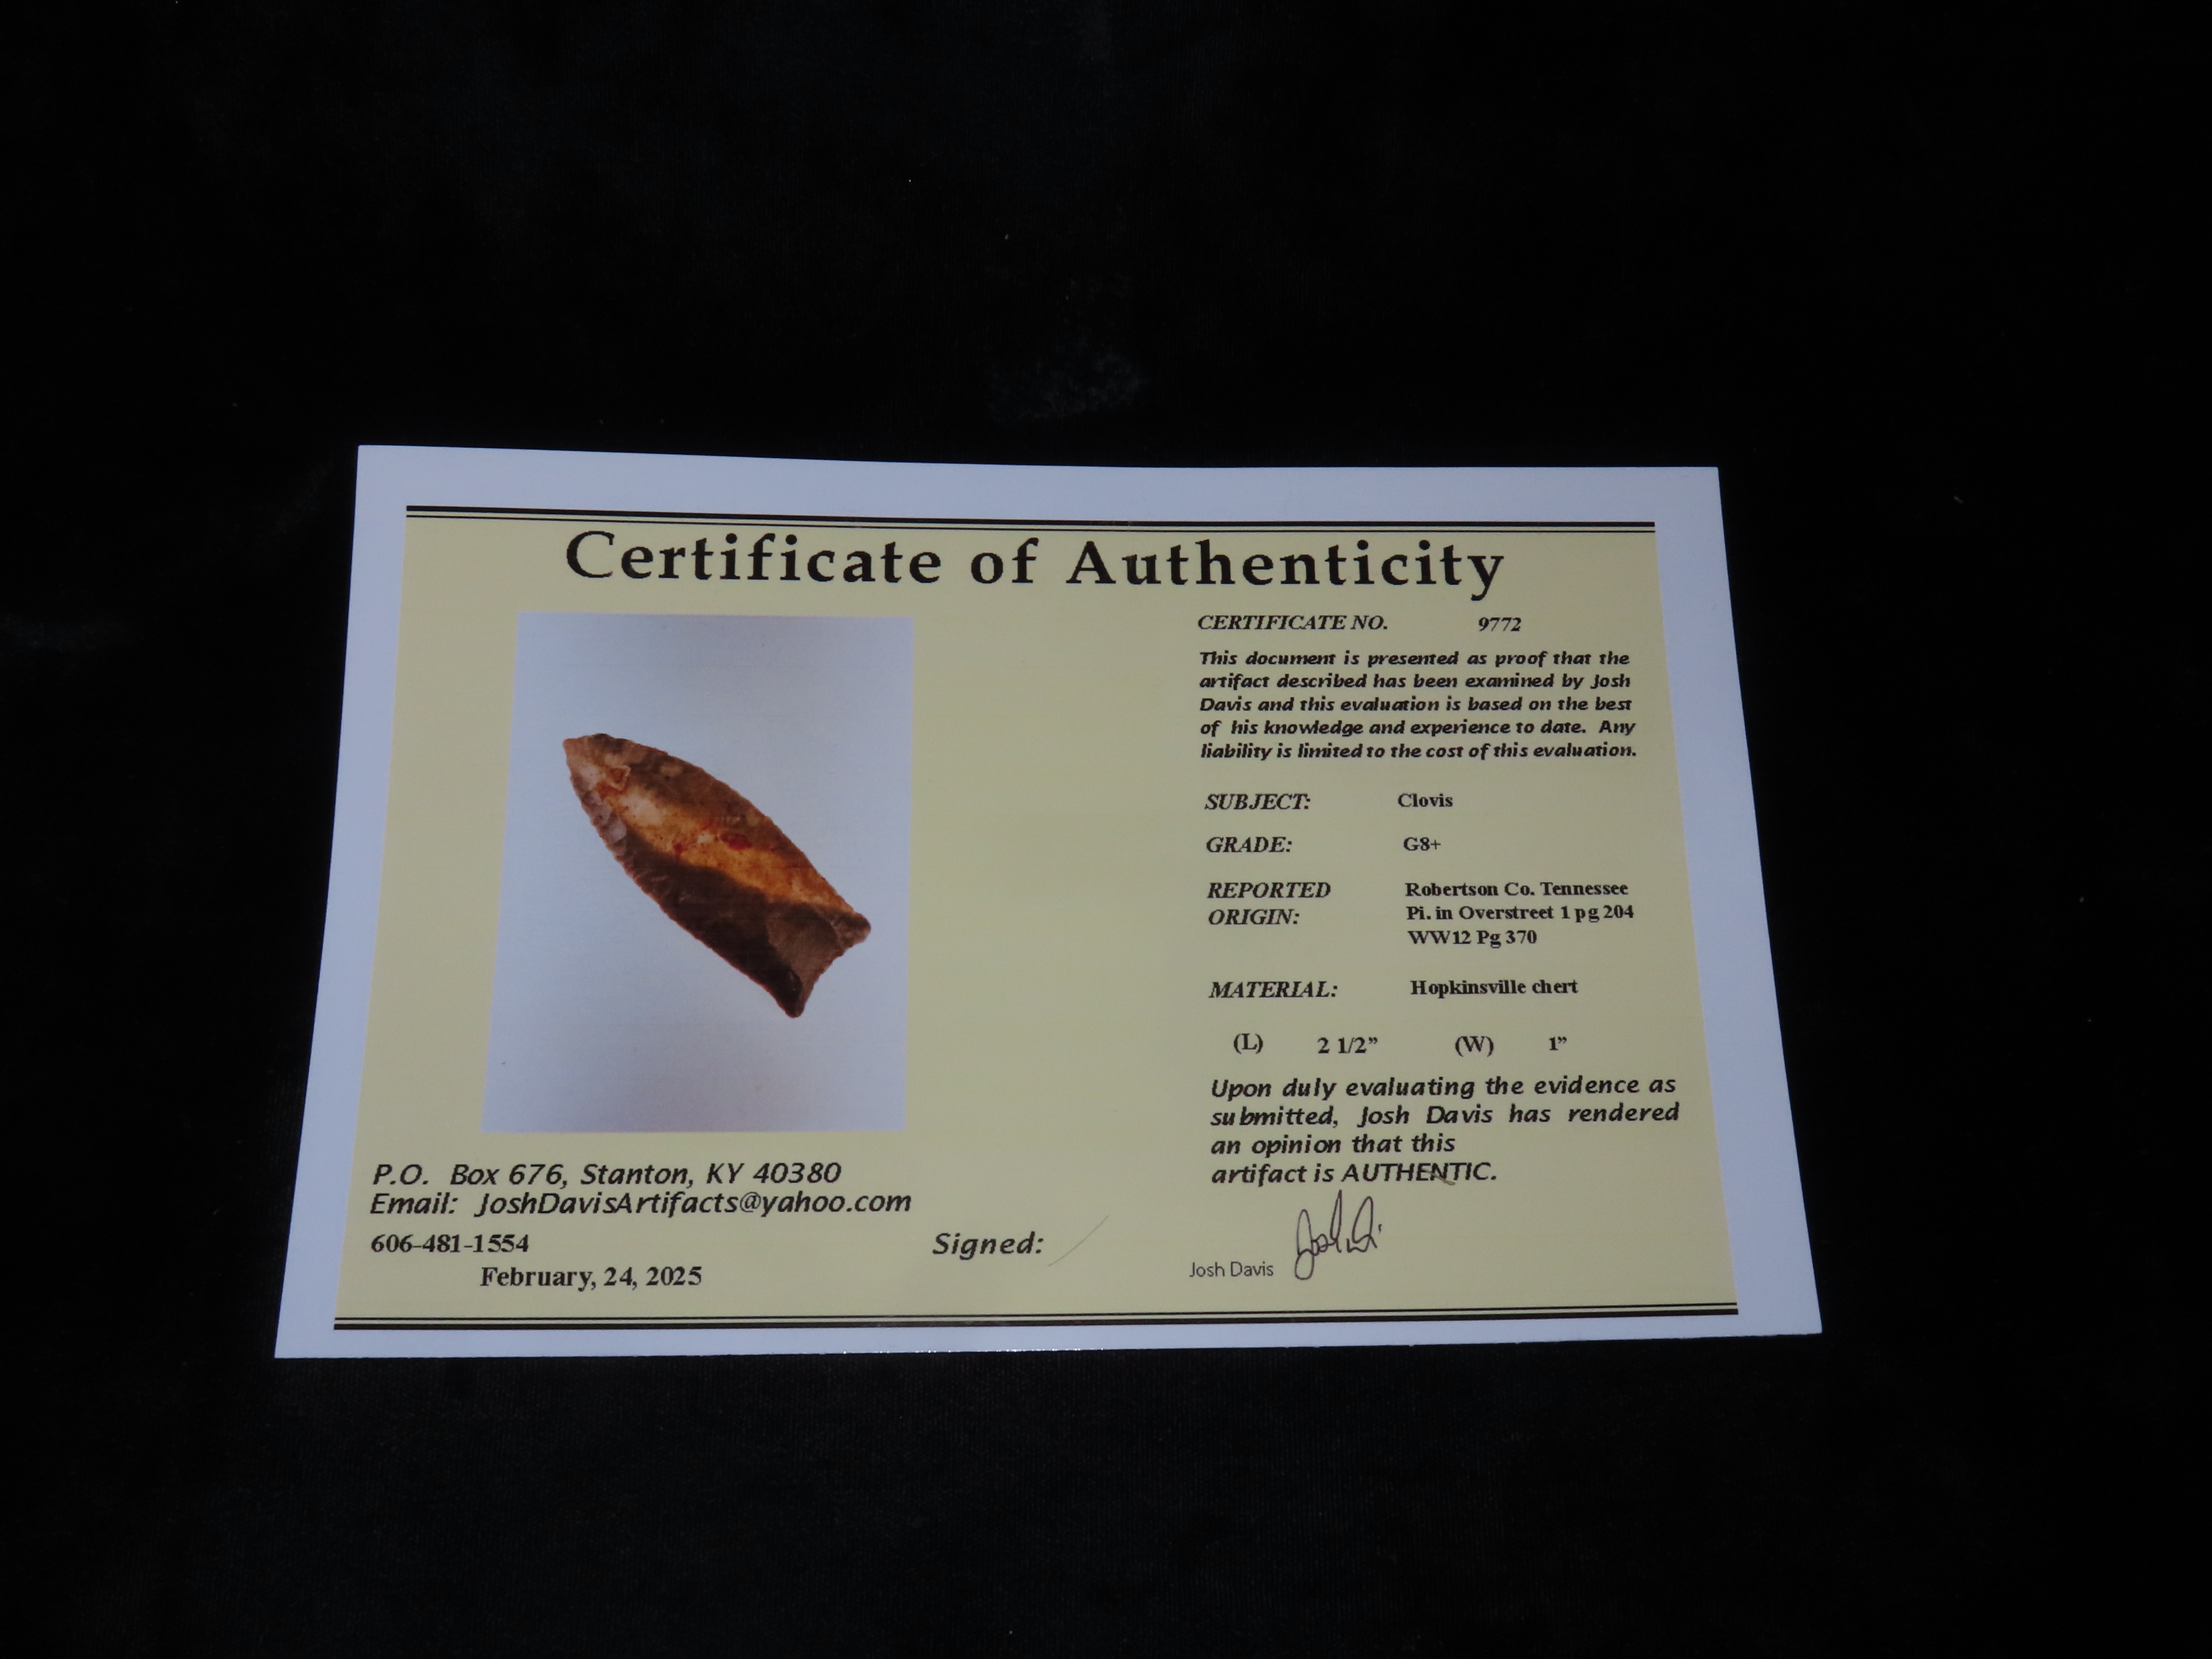 Certificate of Authenticity
CERTIFICATE NO. 9772
This document is presented as proof that the
artifact described has been examined by Josh
Davis and this evaluation is based on the best
of his knowledge and experience to date. Any
liability is limited to the cost of this evaluation.
SUBJECT: Clovis
GRADE: G8+
REPORTED Robertson Co. Tennessee
ORIGIN: Pi. in Overstreet 1 pg 204
WW12 Pg 370
MATERIAL: Hopkinsville chert
(L) 2 1/2” (W) 1”
Upon duly evaluating the evidence as
submitted, Josh Davis has rendered
an opinion that this
artifact is AUTHENTIC.
P.O. Box 676, Stanton, KY 40380
Email: JoshDavisArtifacts@yahoo.com
606-481-1554
February, 24, 2025
Signed:
Josh Davis